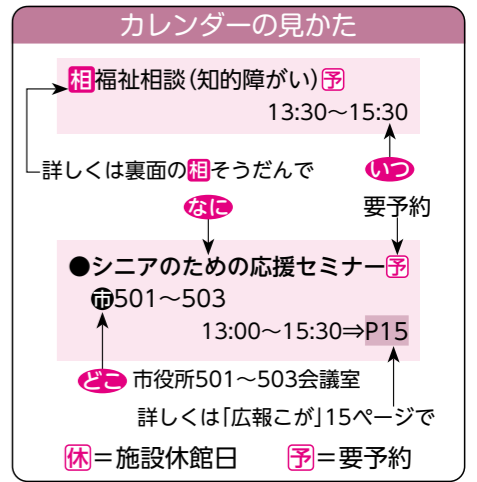 カレンダーの見かた
相福祉相談(知的障がい)予
13:30～15:30
詳しくは裏面の相そうだんで
いつ
なに
要予約
●シニアのための応援セミナー予
市501～503
13:00～15:30⇒P15
どこ
市役所501～503会議室
詳しくは「広報こが」15ページで
休＝施設休館日 予＝要予約